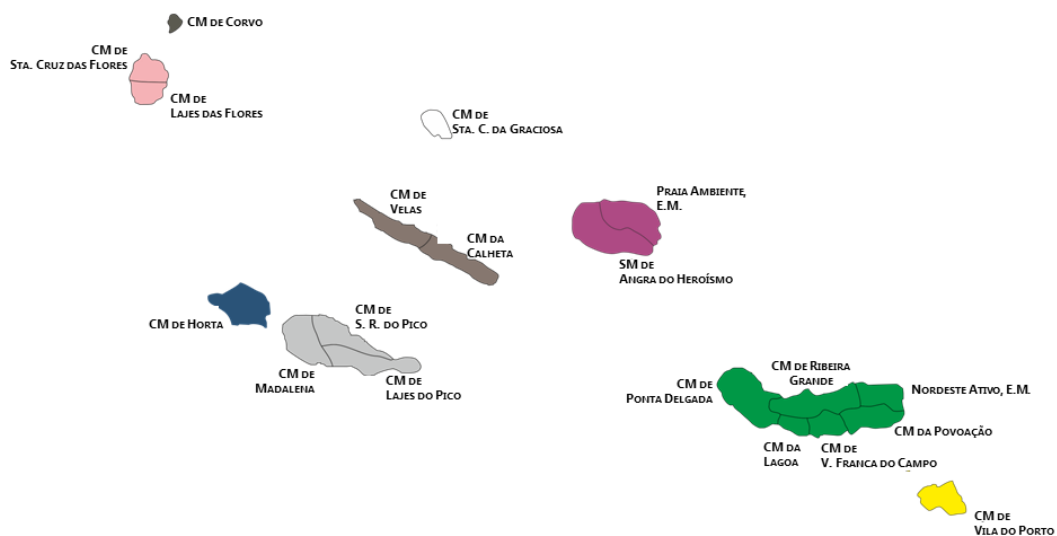 CM DE CORVO
CM DE
STA. CRUZ DAS FLORES
CM DE
LAJES DAS FLORES
CM DE
STA. C. DA GRACIOSA
CM DE
VELAS
PRAIA AMBIENTE,
E.M.
CM DA
CALHETA
SM DE
ANGRA DO HEROÍSMO
CM DE HORTA
CM DE
S. R. DO PICO
CM DE
MADALENA
CM DE
LAJES DO PICO
CM DE RIBEIRA
GRANDE
CM DE
PONTA DELGADA
NORDESTE ATIVO, E.M.
CM DA POVOAÇÃO
CM DA
LAGOA
CM DE
V. FRANCA DO CAMPO
CM DE
VILA DO PORTO